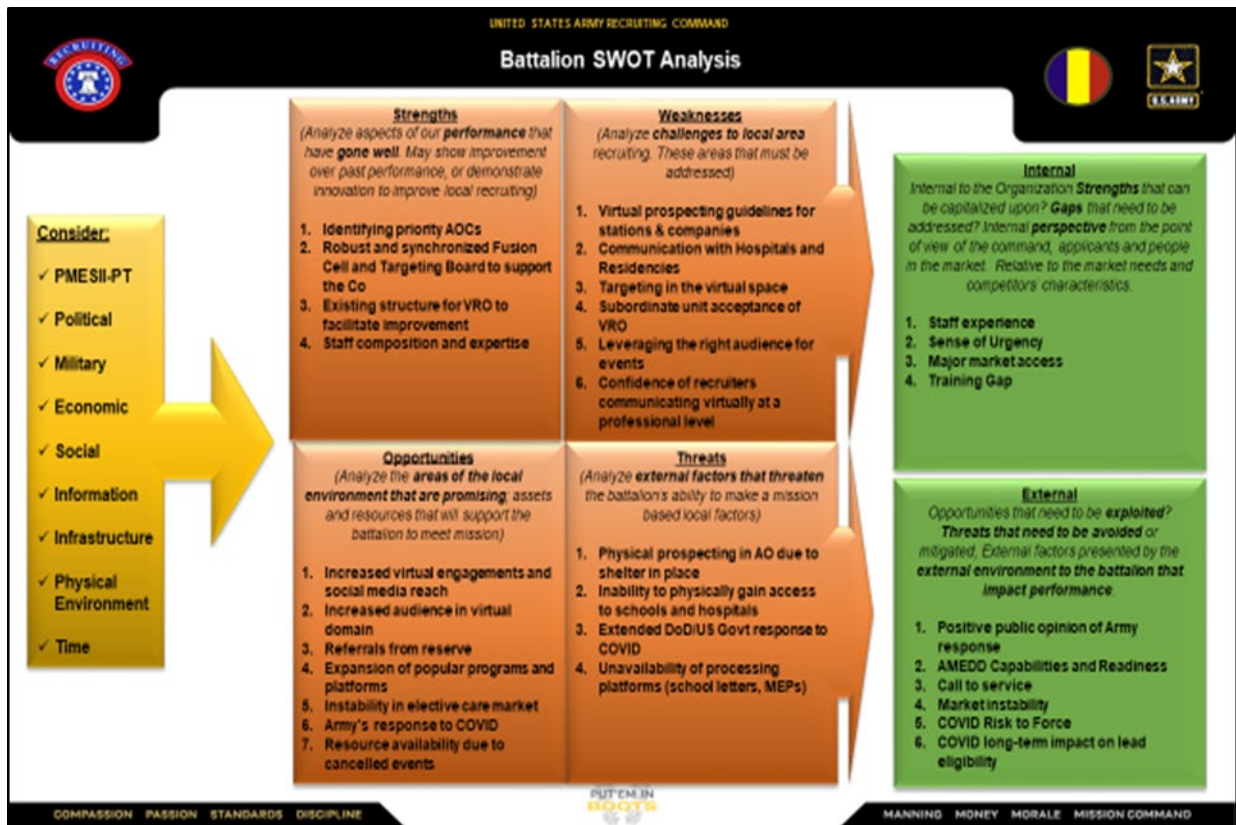 UNITED STATES ARMY RECRUITING COMMAND
Battalion SWOT Analysis
RECRUITING
U.S.ARMY
Consider:
✓ PMESII-PT
✓ Political
✓ Military
✓ Economic
✓ Social
✓ Information
✓ Infrastructure
✓ Physical
Environment
✓ Time
Strengths
(Analyze aspects of our performance that
have gone well. May show improvement
over past performance, or demonstrate
innovation to improve local recruiting)
1. Identifying priority AOCs
2. Robust and synchronized Fusion
Cell and Targeting Board to support
the Co
3. Existing structure for VRO to
facilitate improvement
4. Staff composition and expertise
Weaknesses
(Analyze challenges to local area
recruiting. These areas that must be
addressed)
1. Virtual prospecting guidelines for
stations & companies
2. Communication with Hospitals and
Residencies
3. Targeting in the virtual space
4. Subordinate unit acceptance of
VRO
5. Leveraging the right audience for
events
6. Confidence of recruiters
communicating virtually at a
professional level
Opportunities
(Analyze the areas of the local
environment that are promising; assets
and resources that will support the
battalion to meet mission)
1. Increased virtual engagements and
social media reach
2. Increased audience in virtual
domain
3. Referrals from reserve
4. Expansion of popular programs and
platforms
5. Instability in elective care market
6. Army's response to COVID
7. Resource availability due to
cancelled events
Threats
(Analyze external factors that threaten
the battalion's ability to make a mission
based local factors)
1. Physical prospecting in AO due to
shelter in place
2. Inability to physically gain access
to schools and hospitals
3. Extended DoD/US Govt response to
COVID
4. Unavailability of processing
platforms (school letters, MEPs)
Internal
Internal to the Organization Strengths that can
be capitalized upon? Gaps that need to be
addressed? Internal perspective from the point
of view of the command, applicants and people
in the market. Relative to the market needs and
competitors' characteristics.
1. Staff experience
2. Sense of Urgency
3. Major market access
4. Training Gap
External
Opportunities that need to be exploited?
Threats that need to be avoided or
mitigated, External factors presented by the
external environment to the battalion that
impact performance.
1. Positive public opinion of Army
response
2. AMEDD Capabilities and Readiness
3. Call to service
4. Market instability
5. COVID Risk to Force
6. COVID long-term impact on lead
eligibility
COMPASSION PASSION STANDARDS DISCIPLINE
PUT'EM IN
BOOTS
MANNING MONEY MORALE MISSION COMMAND